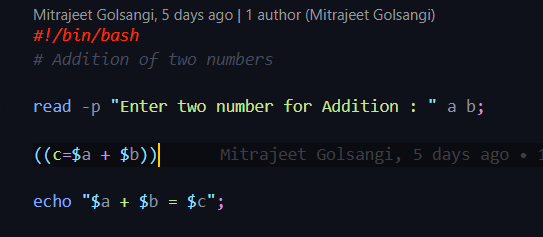 Mitrajeet Golsangi, 5 days ago | 1 author (Mitrajeet Golsangi)
#!/bin/bash
# Addition of two numbers
read -p "Enter two number for Addition : " a b;
((c=$a + $b)) Mitrajeet Golsangi, 5 days ago •
echo "$a + $b = $c";